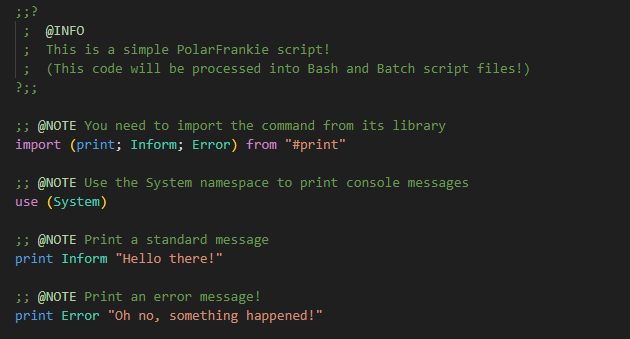 ;;?
; @INFO
; This is a simple PolarFrankie script!
; (This code will be processed into Bash and Batch script files!)
?;;
;; @NOTE You need to import the command from its library
import (print; Inform; Error) from "#print"
;; @NOTE Use the System namespace to print console messages
use (System)
;; @NOTE Print a standard message
print Inform "Hello there!"
;; @NOTE Print an error message!
print Error "Oh no, something happened!"